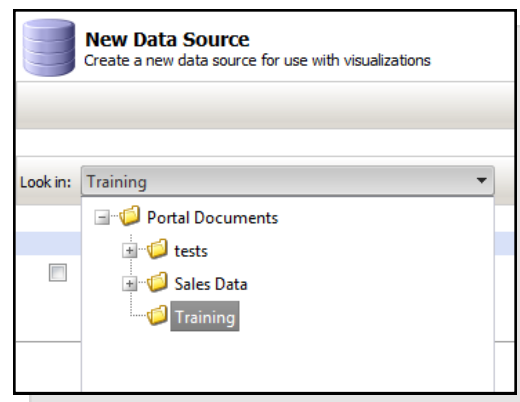 New Data Source
Create a new data source for use with visualizations
Look in: Training
Portal Documents
tests
Sales Data
Training